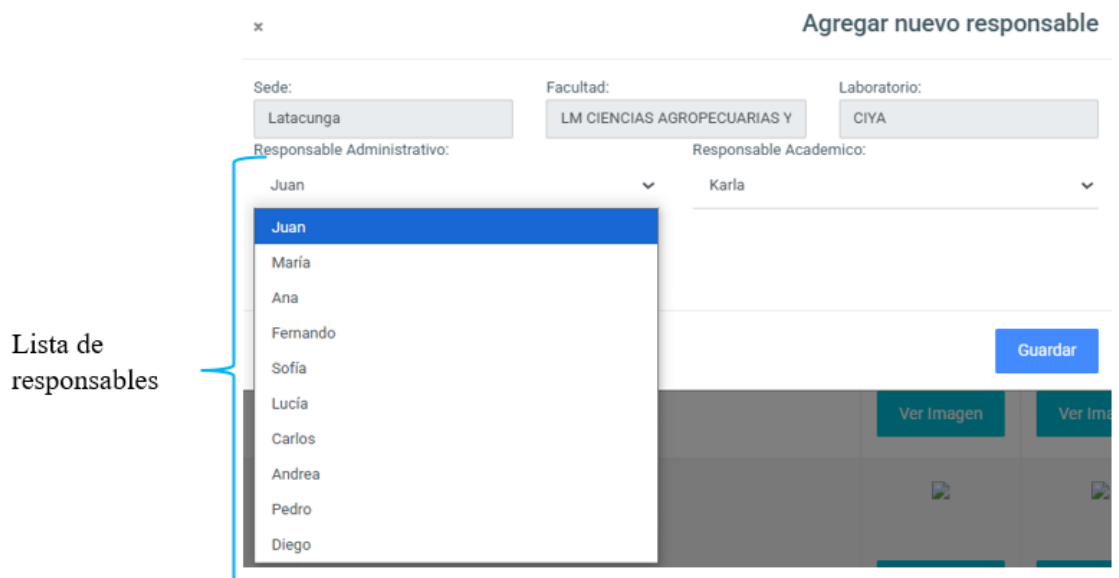 ×
Agregar nuevo responsable
Sede:
Facultad:
Laboratorio:
Latacunga
LM CIENCIAS AGROPECUARIAS Y
CIYA
Responsable Administrativo:
Responsable Academico:
Juan
Karla
Juan
María
Ana
Fernando
Sofía
Lucía
Carlos
Andrea
Pedro
Diego
Lista de
responsables
Guardar
Ver Imagen
Ver Ima